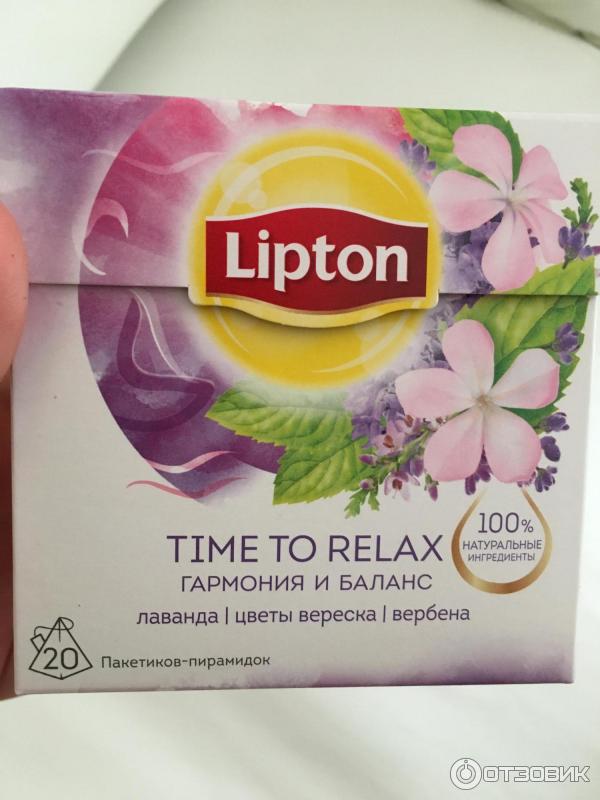 Lipton
TIME TO RELAX
ГАРМОНИЯ И БАЛАНС
лаванда | цветы вереска | вербена
100%
НАТУРАЛЬНЫЕ
ИНГРЕДИЕНТЫ
20 Пакетиков-пирамидок
ОТЗОВИК